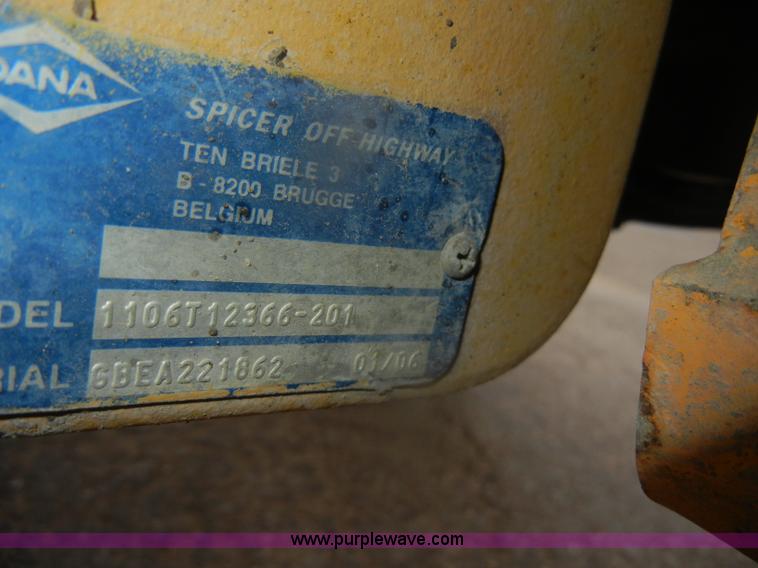 DANA
SPICER OFF HIGHWAY
TEN BRIELE 3
B - 8200 BRUGGE
BELGIUM
DEL 1106T12366-201
RIAL GBEA221862 01/06
www.purplewave.com